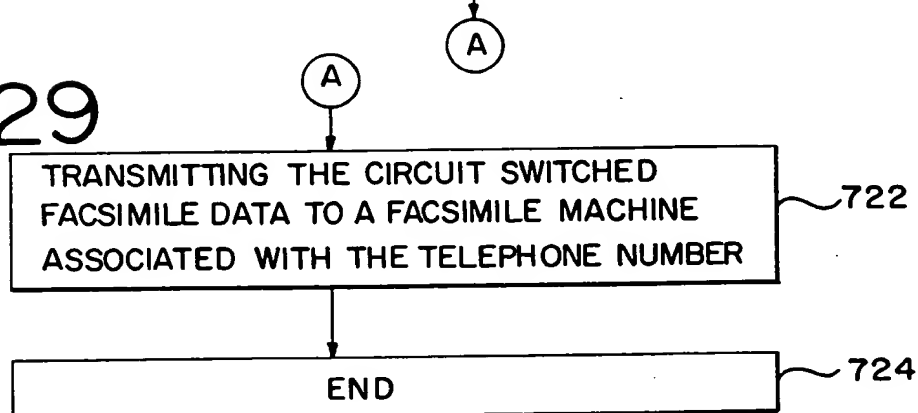 A
A
29
TRANSMITTING THE CIRCUIT SWITCHED
FACSIMILE DATA TO A FACSIMILE MACHINE
ASSOCIATED WITH THE TELEPHONE NUMBER
722
END
724